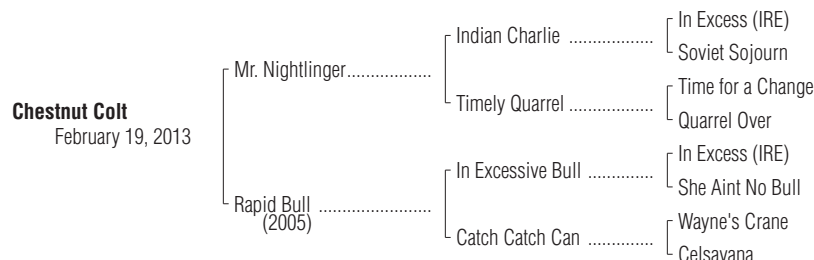 In Excess (IRE)
Indian Charlie ..................
Soviet Sojourn
Mr. Nightlinger....................
Time for a Change
Timely Quarrel ..................
Quarrel Over
Chestnut Colt
February 19, 2013
In Excess (IRE)
In Excessive Bull ..............
She Aint No Bull
Rapid Bull ..........................
(2005)
Wayne's Crane
Catch Catch Can ..............
Celsavana